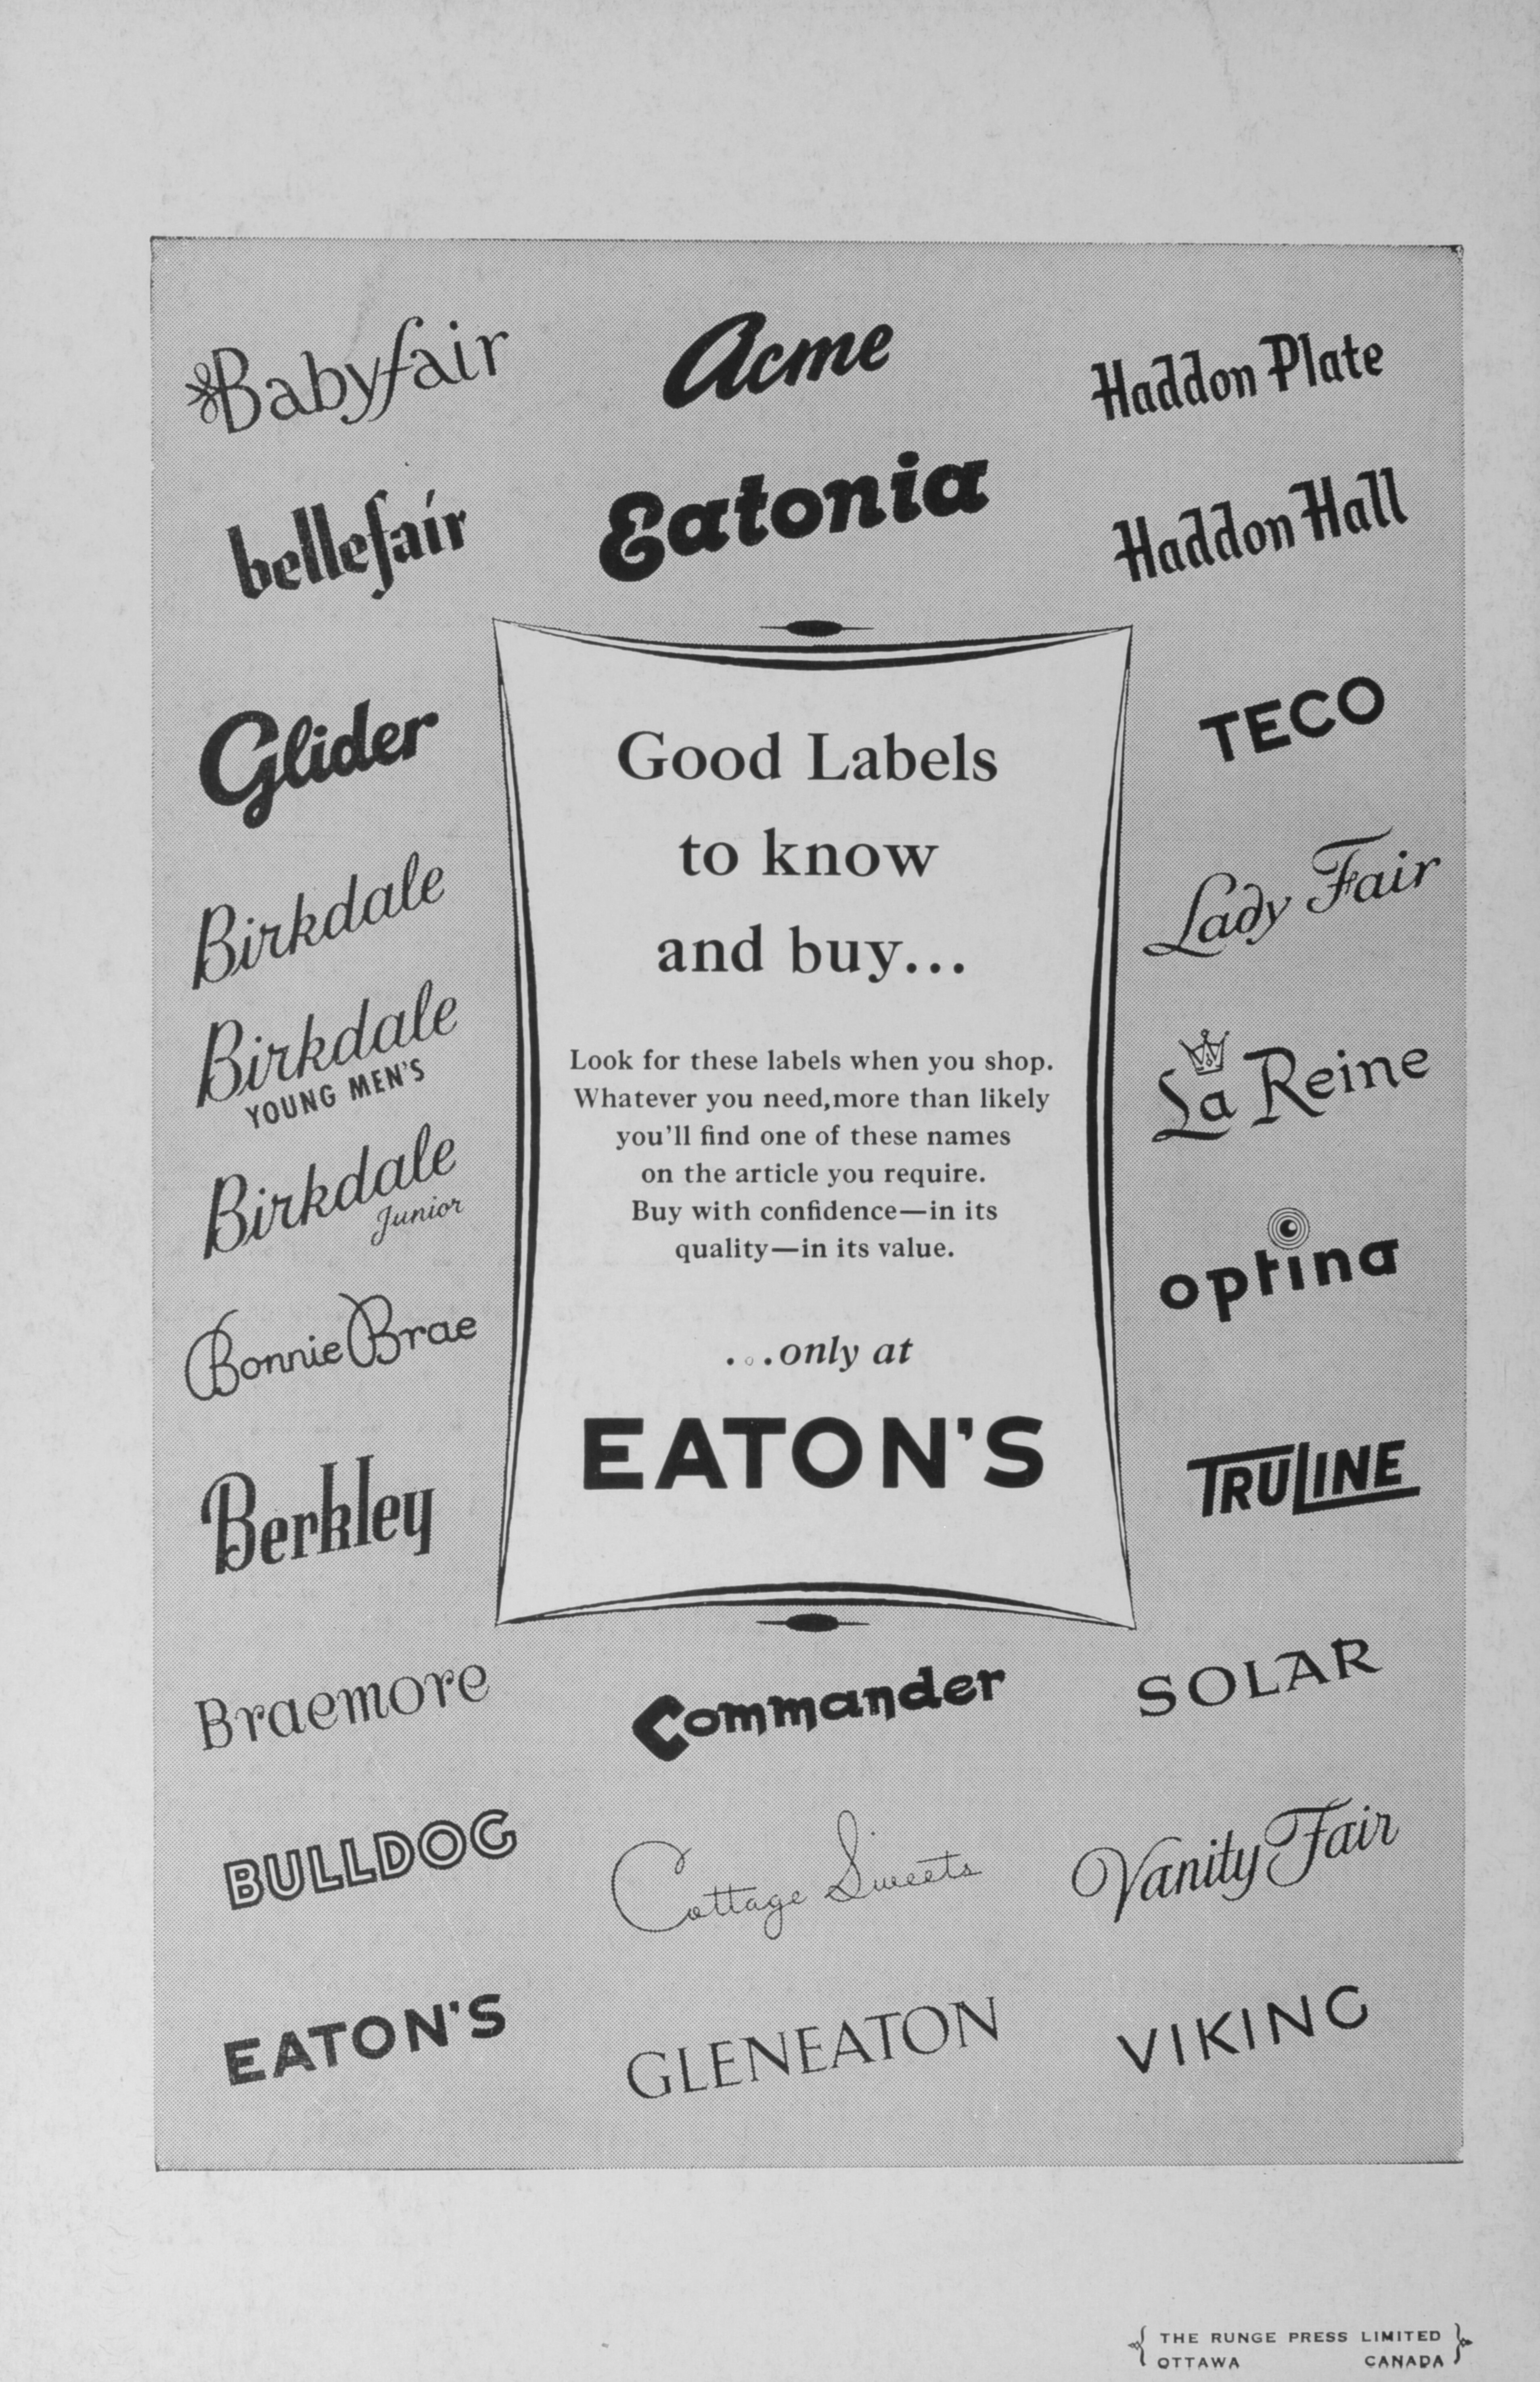 Babyfair
Acme
Haddon Plate
bellefair
Eatonia
Haddon Hall
Glider
Birkdale
Birkdale
YOUNG MEN'S
Birkdale
Junior
Bonnie Brae
Berkley
Good Labels
to know
and buy...
Look for these labels when you shop.
Whatever you need, more than likely
you'll find one of these names
on the article you require.
Buy with confidence—in its
quality—in its value.
...only at
EATON'S
TECO
Lady Fair
La Reine
optina
TRULINE
Braemore
Commander
SOLAR
BULLDOG
Cottage Sweets
Vanity Fair
EATON'S
GLENEATON
VIKING
THE RUNGE PRESS LIMITED
OTTAWA CANADA